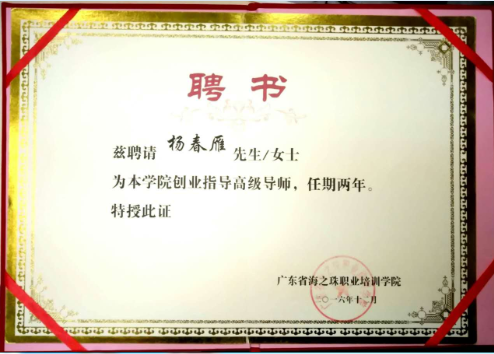 聘书
兹聘请 杨春雁 先生/女士
为本学院创业指导高级导师，任期两年。
特授此证
广东省海之珠职业培训学院
二〇一六年十二月